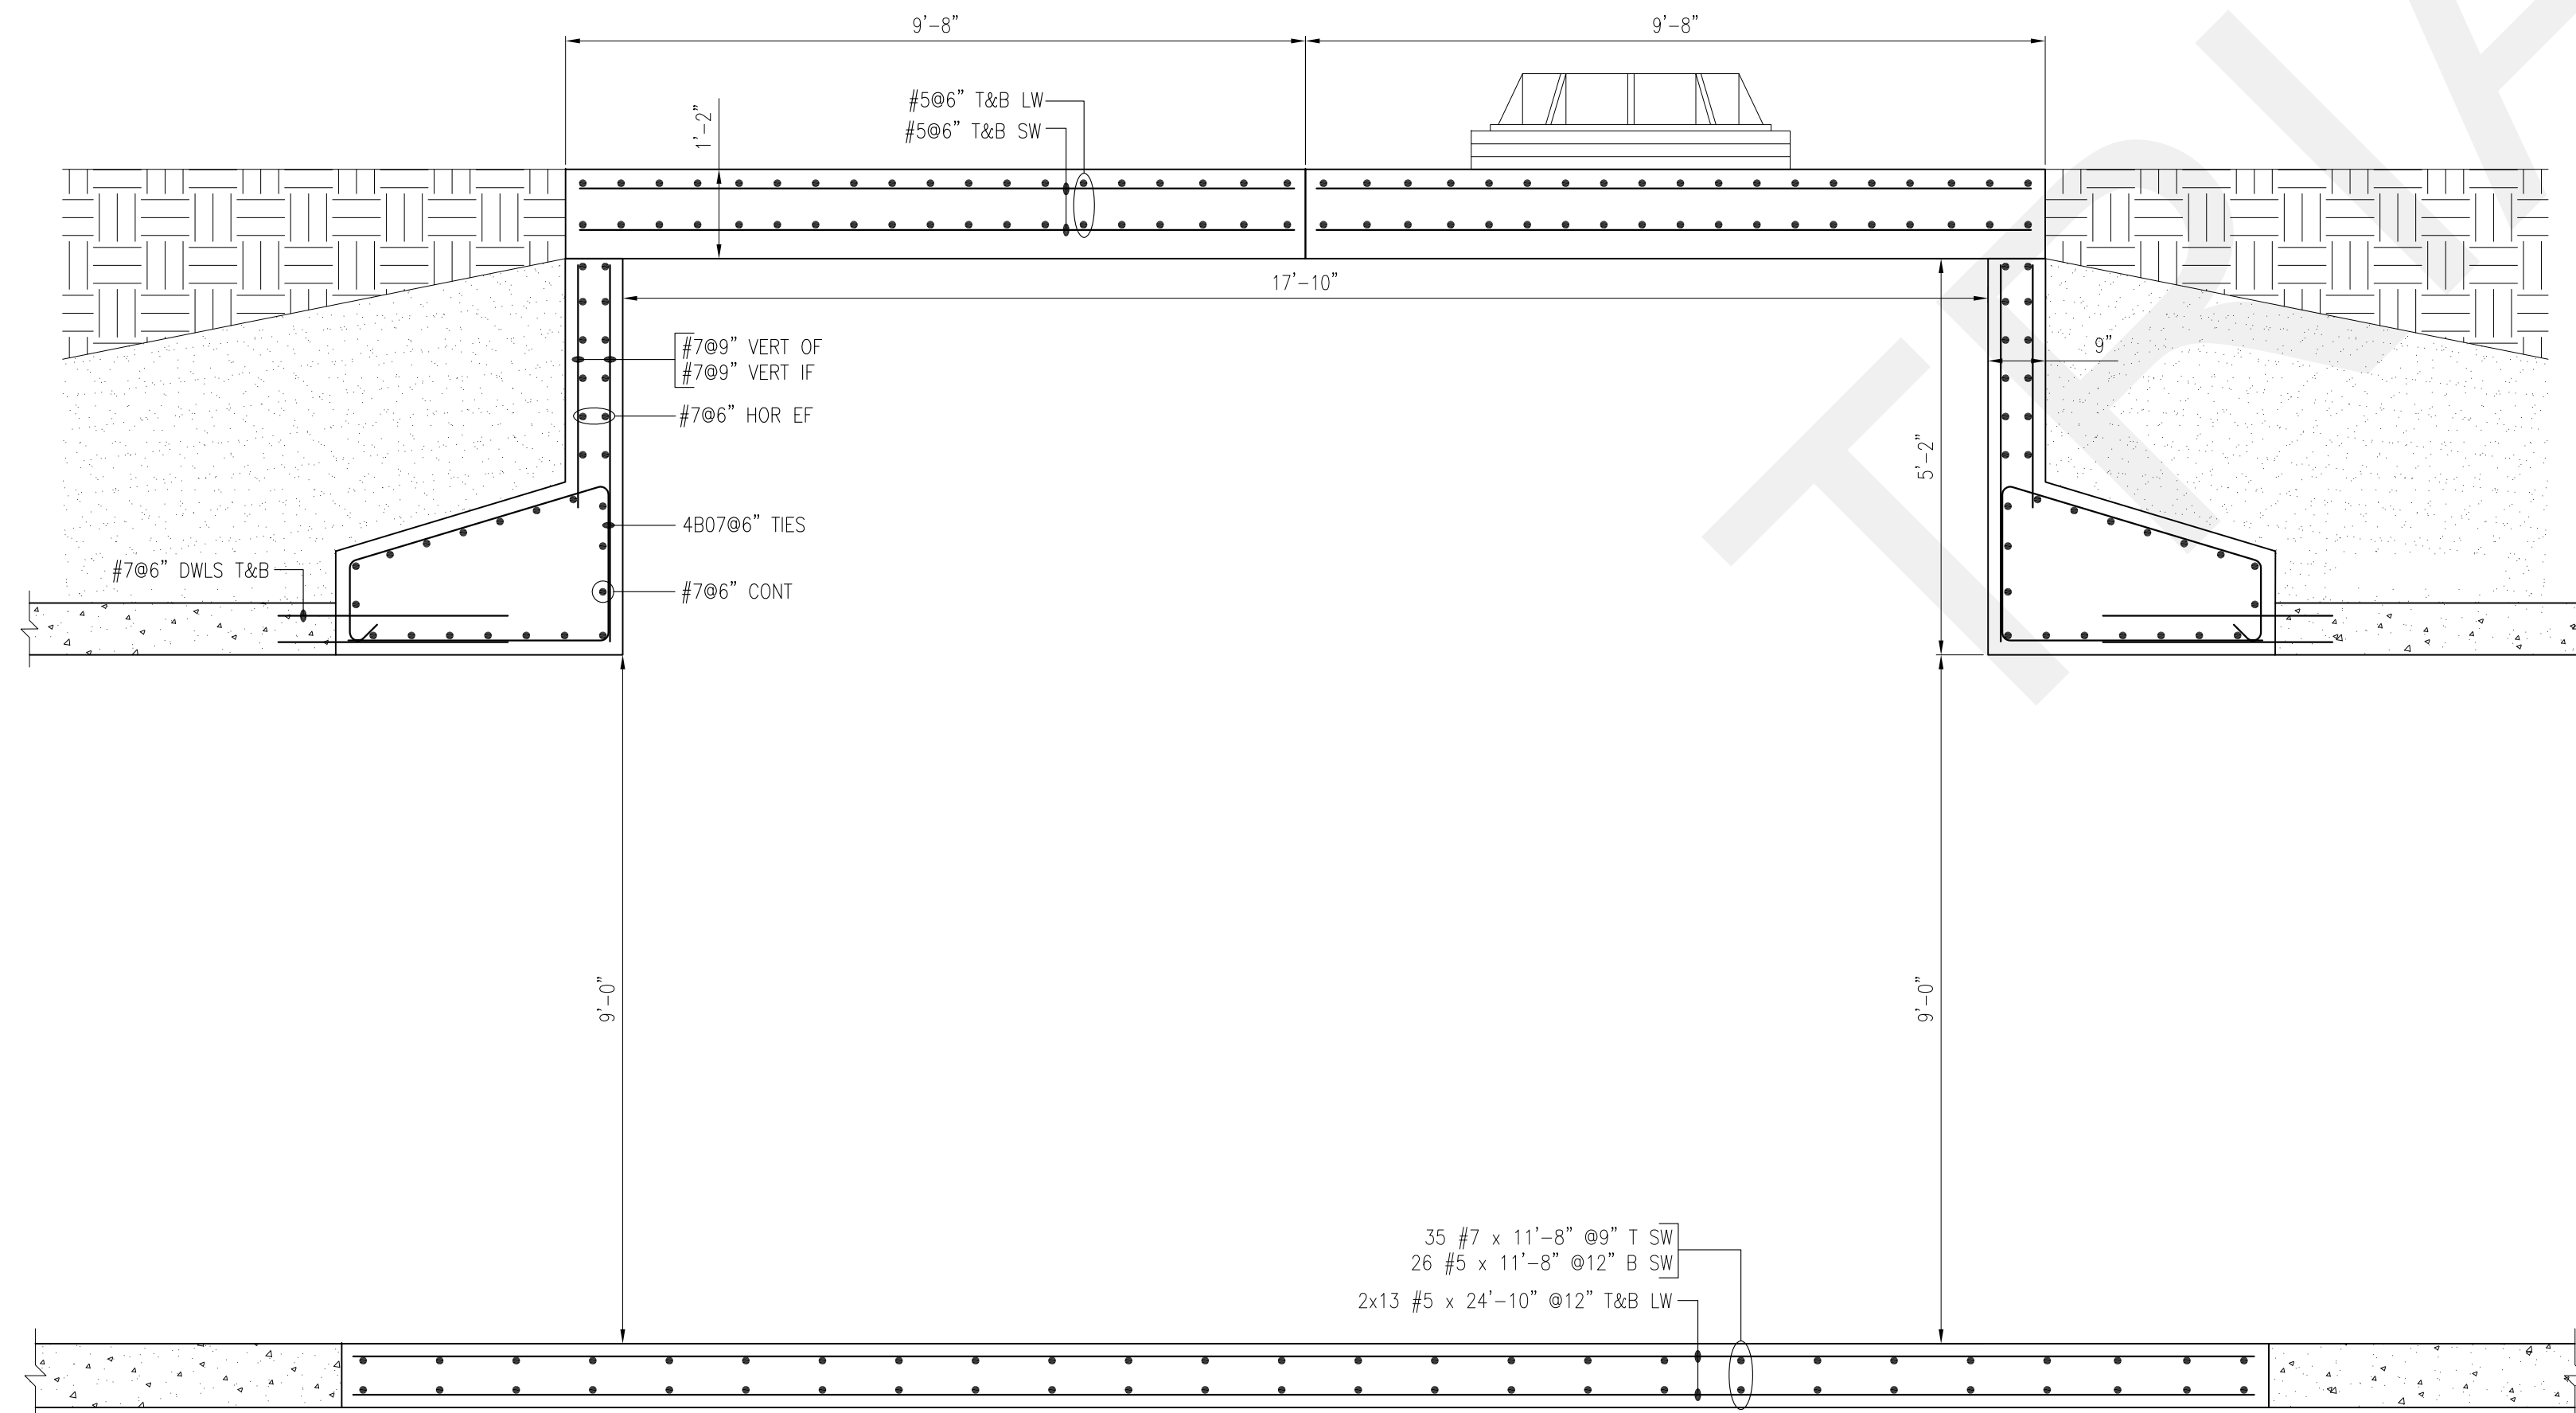 9'-8"
9'-8"
#5@6" T&B LW
#5@6" T&B SW
1'-2"
17'-10"
#7@9" VERT OF
#7@9" VERT IF
9"
#7@6" HOR EF
5'-2"
4B07@6" TIES
#7@6" DWLS T&B
#7@6" CONT
9'-0"
9'-0"
35 #7 x 11'-8" @9" T SW
26 #5 x 11'-8" @12" B SW
2x13 #5 x 24'-10" @12" T&B LW
TRIA